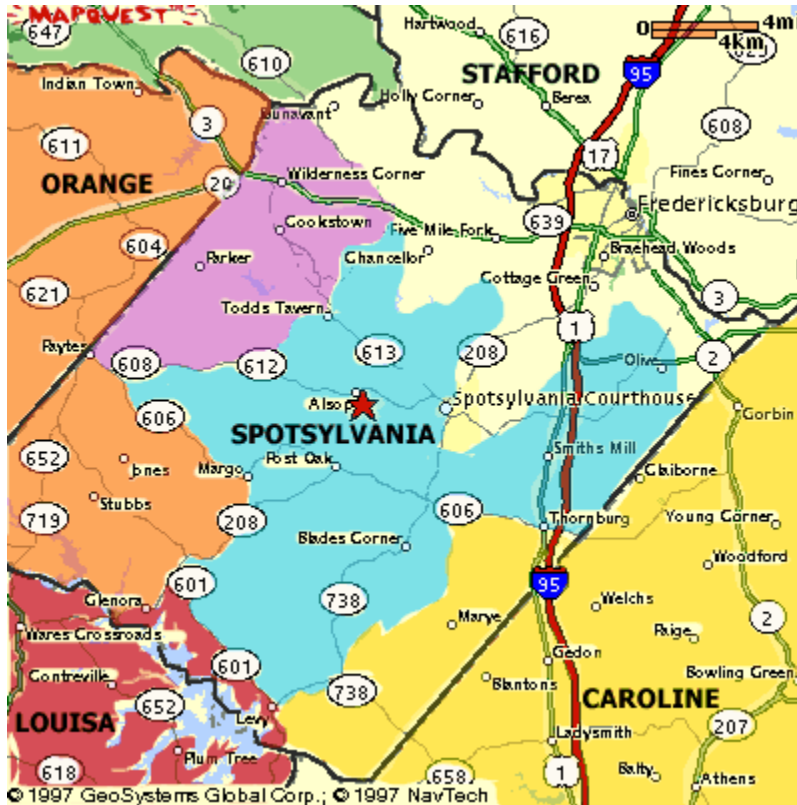 MAPQUEST
647
Hartwood
616
0
4mi
4km
610
STAFFORD
95
Indian Town
Dunavant
Holly Corner
Berea
3
608
611
17
Fines Corner
ORANGE
20
Wilderness Corner
Fredericksburg
Cookstown
Five Mile Fork
639
604
Chancellor
Braehead Woods
Parker
Cottage Green
621
3
Todds Tavern
1
Paytes
613
208
608
612
Olive
2
Alsop
Spotsylvania Courthouse
606
Corbin
SPOTSYLVANIA
652
Jones
Margo
Post Oak
Smiths Mill
Claiborne
Stubbs
719
208
606
Thornburg
Young Corner
Blades Corner
Woodford
601
95
738
Glenora
Welchs
Wares Crossroads
Marye
2
Paige
601
Gedon
Contreville
738
Blantons
Bowling Green
652
LOUISA
Levy
CAROLINE
207
Ladysmith
Plum Tree
618
658
1
Batty
Athens
© 1997 GeoSystems Global Corp.; © 1997 NavTech